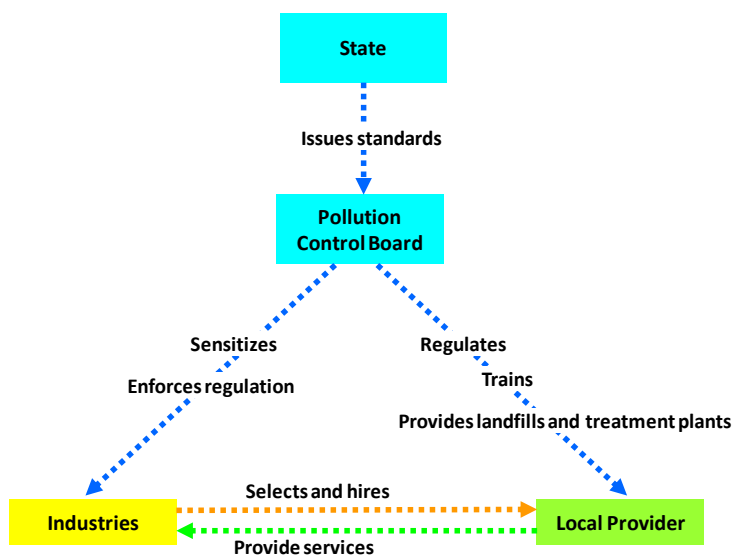 State
Issues standards
Pollution
Control Board
Sensitizes
Regulates
Enforces regulation
Trains
Provides landfills and treatment plants
Selects and hires
Industries
Local Provider
Provide services